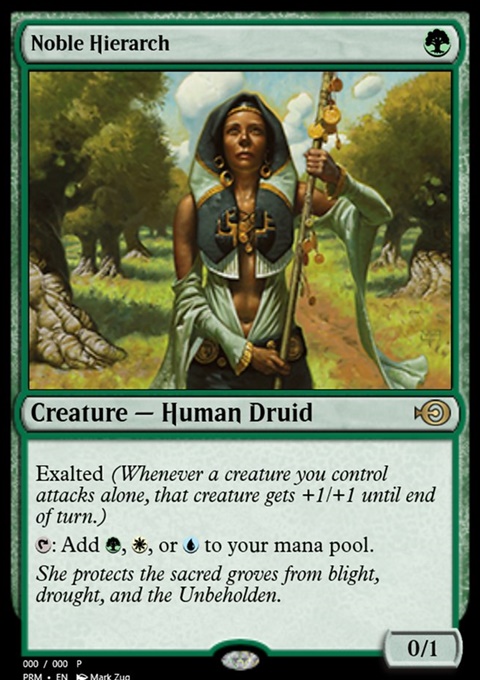 Noble Hierarch
Creature — Human Druid
Exalted (Whenever a creature you control
attacks alone, that creature gets +1/+1 until end
of turn.)
: Add , , or to your mana pool.
She protects the sacred groves from blight,
drought, and the Unbeholden.
0/1
000 / 000 P
PRM • EN Mark Zug